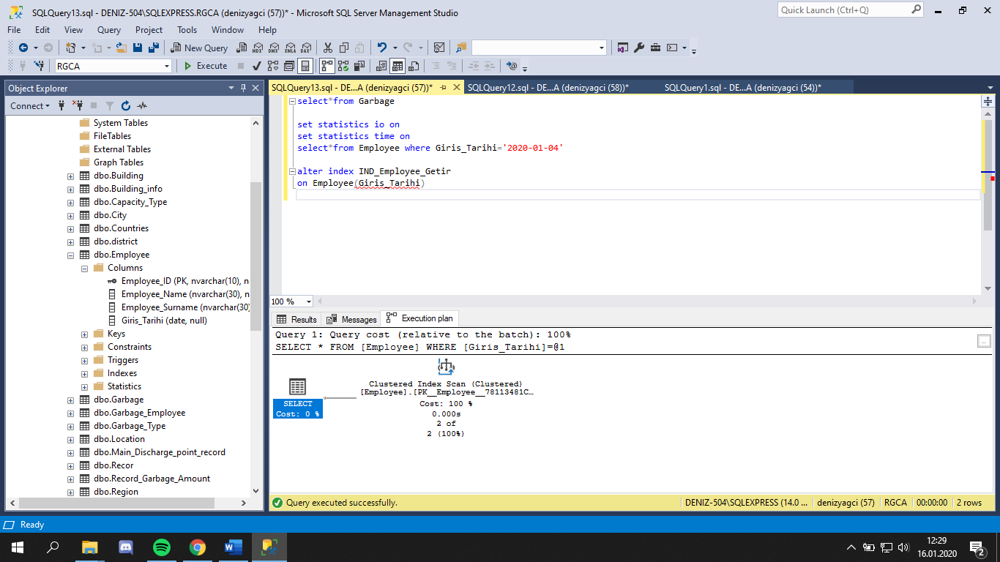 SQLQuery13.sql - DENIZ-504\SQLEXPRESS.RGCA (denizyagci (57))* - Microsoft SQL Server Management Studio
Quick Launch (Ctrl+Q)
File Edit View Query Project Tools Window Help
New Query MDX DMX XMLA DAX
RGCA Execute
Object Explorer
Connect
System Tables
FileTables
External Tables
Graph Tables
dbo.Building
dbo.Building_info
dbo.Capacity_Type
dbo.City
dbo.Countries
dbo.district
dbo.Employee
Columns
Employee_ID (PK, nvarchar(10), n
Employee_Name (nvarchar(30), n
Employee_Surname (nvarchar(30)
Giris_Tarihi (date, null)
Keys
Constraints
Triggers
Indexes
Statistics
dbo.Garbage
dbo.Garbage_Employee
dbo.Garbage_Type
dbo.Location
dbo.Main_Discharge_point_record
dbo.Recor
dbo.Record_Garbage_Amount
dbo.Region
SQLQuery13.sql - DE...A (denizyagci (57))* SQLQuery12.sql - DE...A (denizyagci (58))* SQLQuery1.sql - DE...A (denizyagci (54))*
select*from Garbage
set statistics io on
set statistics time on
select*from Employee where Giris_Tarihi='2020-01-04'
alter index IND_Employee_Getir
on Employee(Giris_Tarihi)
100 %
Results Messages Execution plan
Query 1: Query cost (relative to the batch): 100%
SELECT * FROM [Employee] WHERE [Giris_Tarihi]=@1
SELECT
Cost: 0 %
Clustered Index Scan (Clustered)
[Employee].[PK__Employee__78113481C…
Cost: 100 %
0.000s
2 of
2 (100%)
Query executed successfully. DENIZ-504\SQLEXPRESS (14.0 ... denizyagci (57) RGCA 00:00:00 2 rows
Ready
12:29
16.01.2020
2